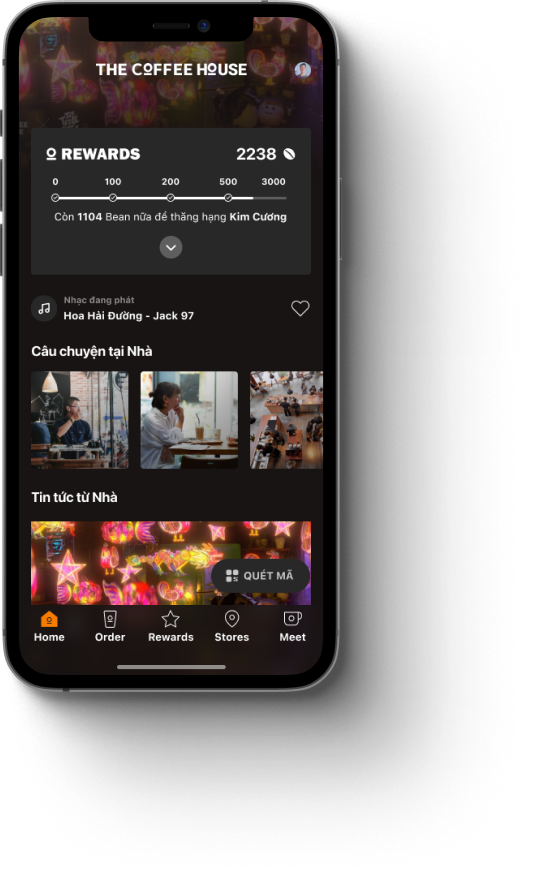 THE COFFEE HOUSE
REWARDS
2238
0 100 200 500 3000
Còn 1104 Bean nữa để thăng hạng Kim Cương
Nhạc đang phát
Hoa Hải Đường - Jack 97
Câu chuyện tại Nhà
Tin tức từ Nhà
QUÉT MÃ
Home Order Rewards Stores Meet